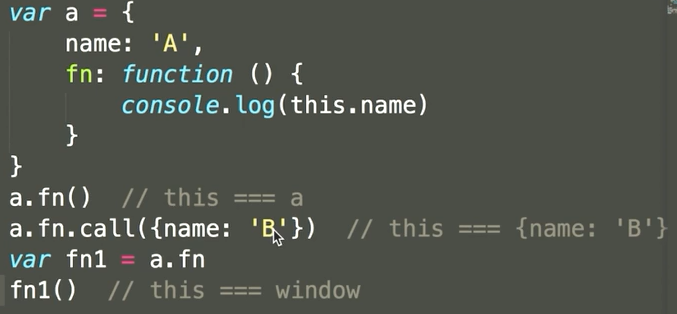 var a = {
    name: 'A',
    fn: function () {
        console.log(this.name)
    }
}
a.fn()  // this === a
a.fn.call({name: 'B'})  // this === {name: 'B'}
var fn1 = a.fn
fn1()  // this === window